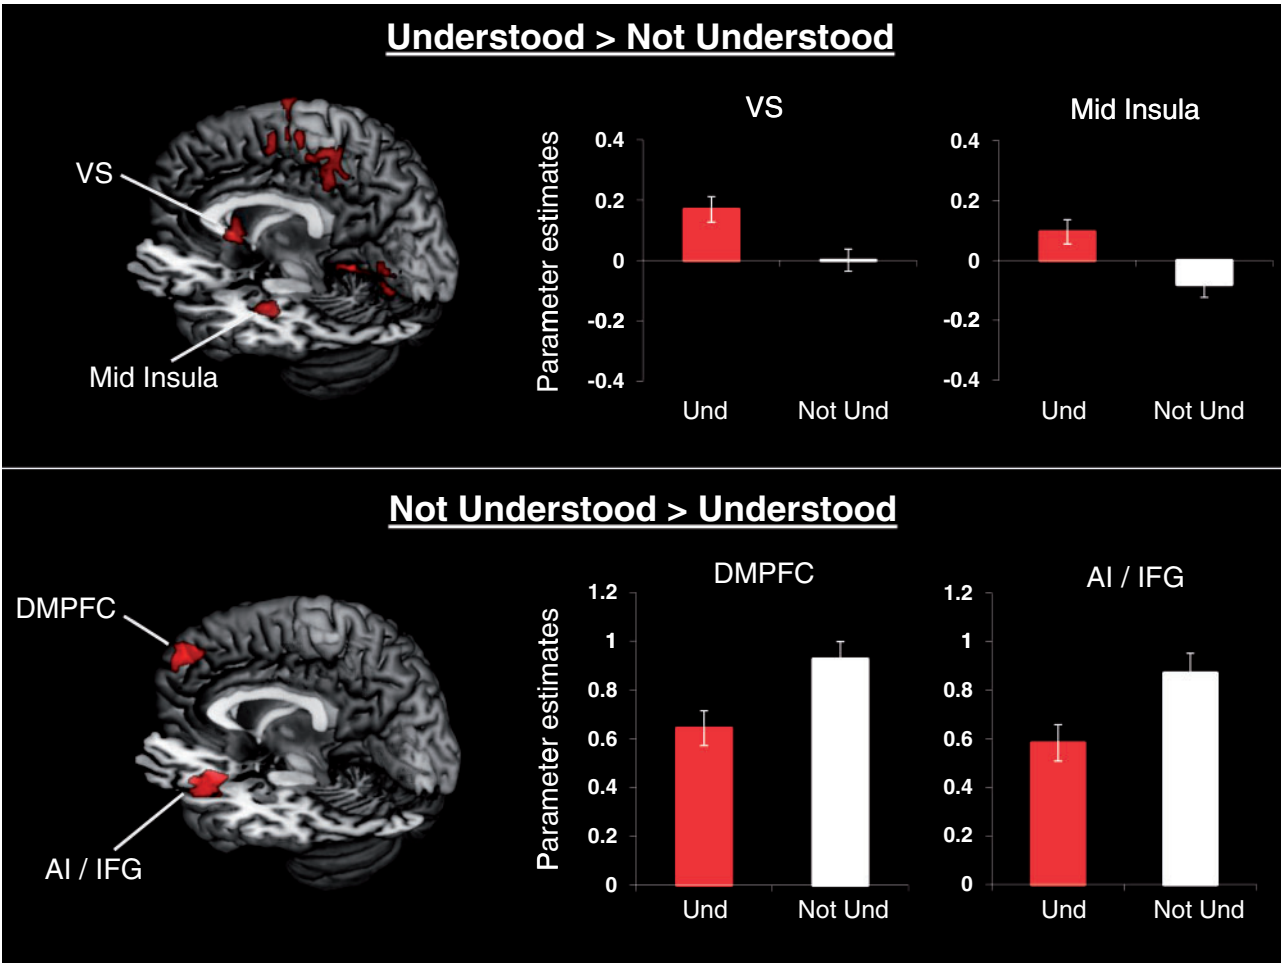 Understood > Not Understood
VS
Mid Insula
VS
Parameter estimates
0.4
0.2
0
-0.2
-0.4
Und
Not Und
Mid Insula
0.4
0.2
0
-0.2
-0.4
Und
Not Und
Not Understood > Understood
DMPFC
AI / IFG
DMPFC
Parameter estimates
1.2
1
0.8
0.6
0.4
0.2
0
Und
Not Und
AI / IFG
1.2
1
0.8
0.6
0.4
0.2
0
Und
Not Und